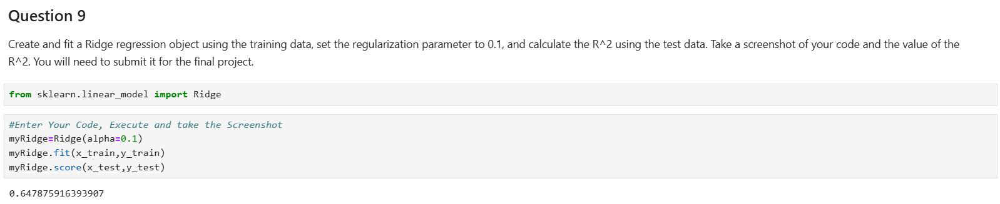 Question 9
Create and fit a Ridge regression object using the training data, set the regularization parameter to 0.1, and calculate the R^2 using the test data. Take a screenshot of your code and the value of the
R^2. You will need to submit it for the final project.
from sklearn.linear_model import Ridge
#Enter Your Code, Execute and take the Screenshot
myRidge=Ridge(alpha=0.1)
myRidge.fit(x_train,y_train)
myRidge.score(x_test,y_test)
0.647875916393907